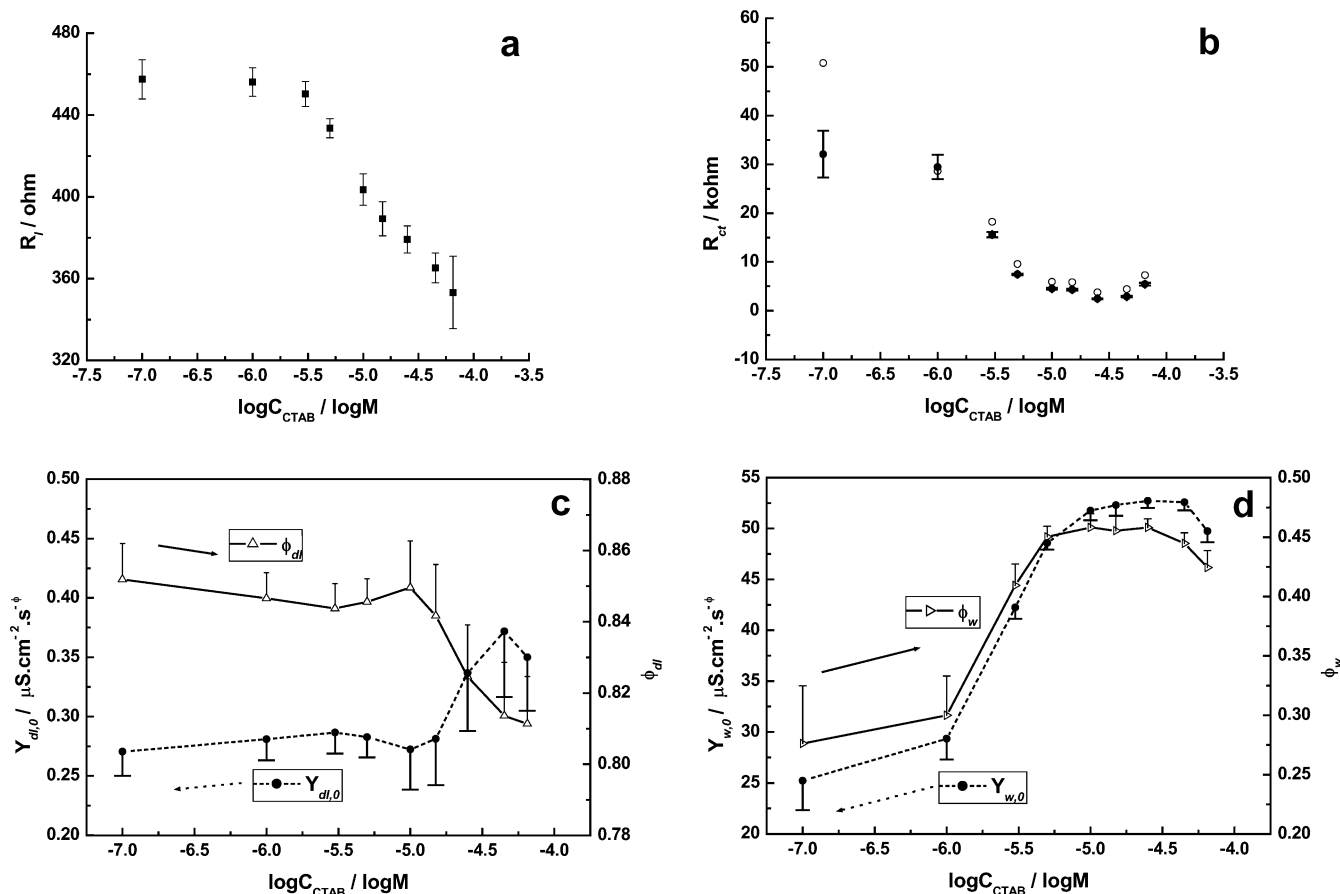 a
480
440
400
360
320
R_l / ohm
-7.5 -7.0 -6.5 -6.0 -5.5 -5.0 -4.5 -4.0 -3.5
logC_CTAB / logM
b
60
50
40
30
20
10
0
-10
R_ct / kohm
-7.5 -7.0 -6.5 -6.0 -5.5 -5.0 -4.5 -4.0 -3.5
logC_CTAB / logM
c
0.50
0.45
0.40
0.35
0.30
0.25
0.20
Y_dl,0 / μS.cm^-2.s^-ϕ
ϕ_dl
Y_dl,0
0.88
0.86
0.84
0.82
0.80
0.78
ϕ_dl
-7.0 -6.5 -6.0 -5.5 -5.0 -4.5 -4.0
logC_CTAB / logM
d
55
50
45
40
35
30
25
20
Y_w,0 / μS.cm^-2.s^-ϕ
ϕ_w
Y_w,0
0.50
0.45
0.40
0.35
0.30
0.25
0.20
ϕ_w
-7.0 -6.5 -6.0 -5.5 -5.0 -4.5 -4.0
logC_CTAB / logM